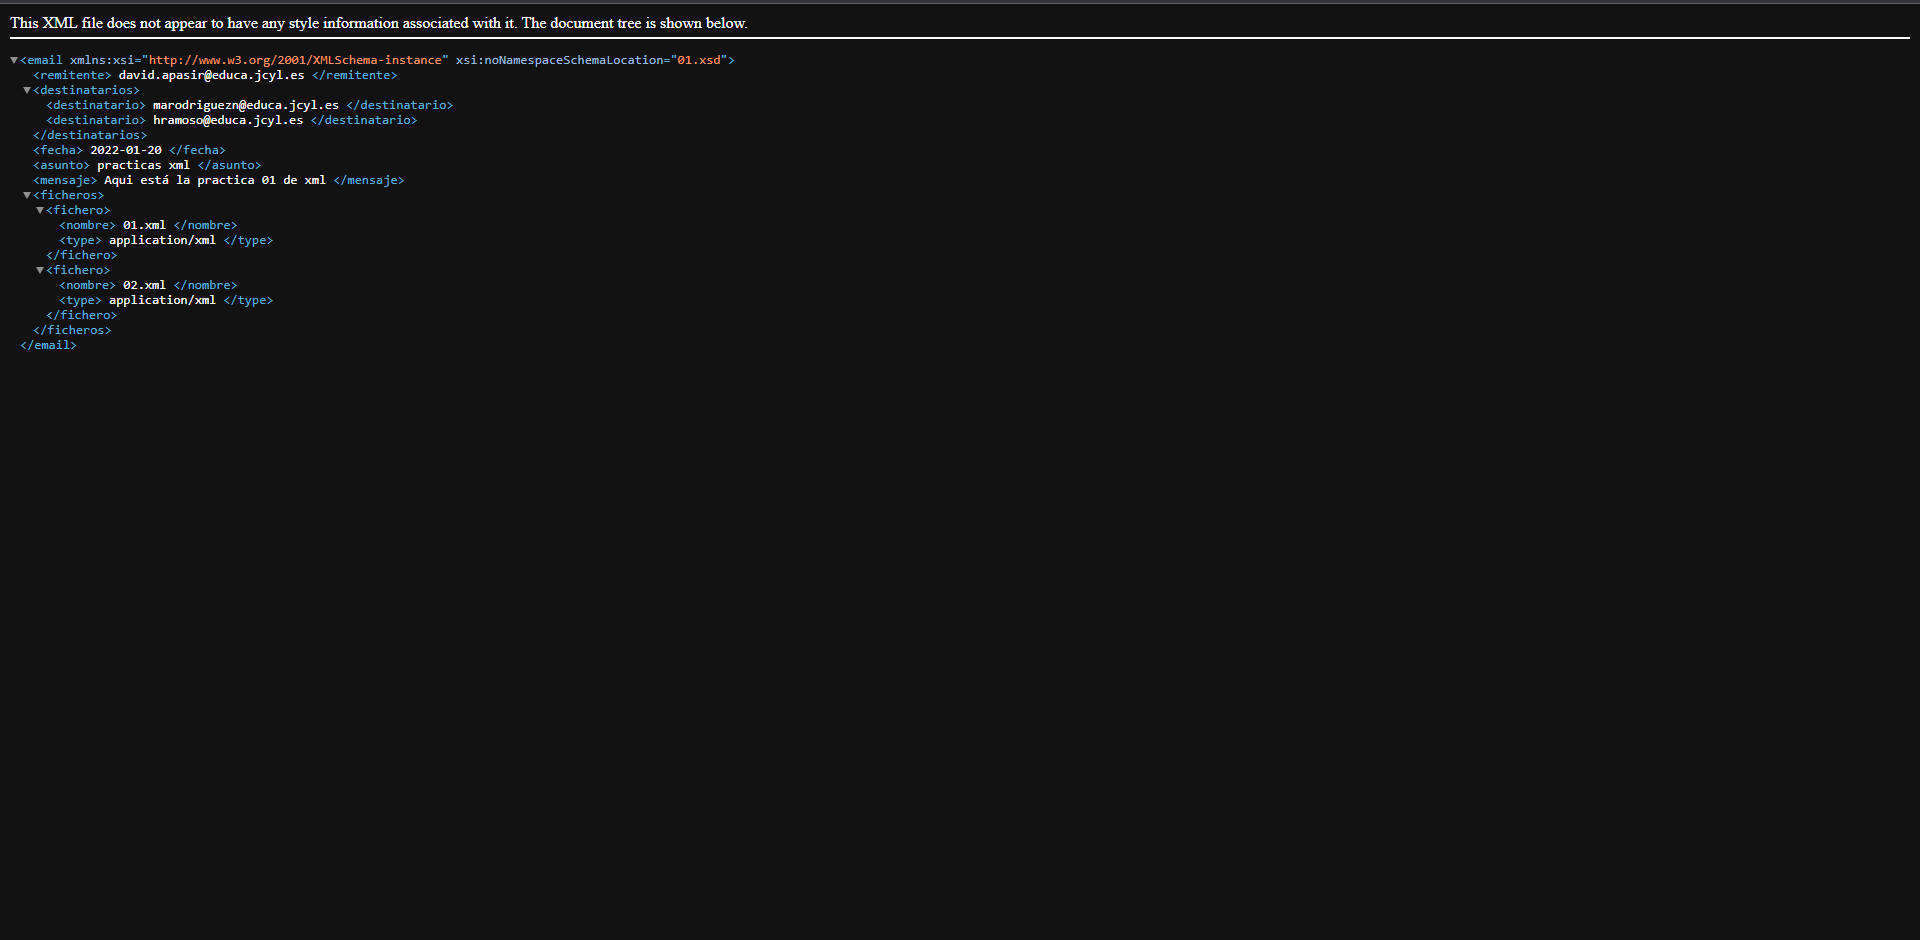 This XML file does not appear to have any style information associated with it. The document tree is shown below.
▼<email xmlns:xsi="http://www.w3.org/2001/XMLSchema-instance" xsi:noNamespaceSchemaLocation="01.xsd">
<remitente> david.apasir@educa.jcyl.es </remitente>
▼<destinatarios>
<destinatario> marodriguezn@educa.jcyl.es </destinatario>
<destinatario> hramoso@educa.jcyl.es </destinatario>
</destinatarios>
<fecha> 2022-01-20 </fecha>
<asunto> practicas xml </asunto>
<mensaje> Aqui está la practica 01 de xml </mensaje>
▼<ficheros>
▼<fichero>
<nombre> 01.xml </nombre>
<type> application/xml </type>
</fichero>
▼<fichero>
<nombre> 02.xml </nombre>
<type> application/xml </type>
</fichero>
</ficheros>
</email>